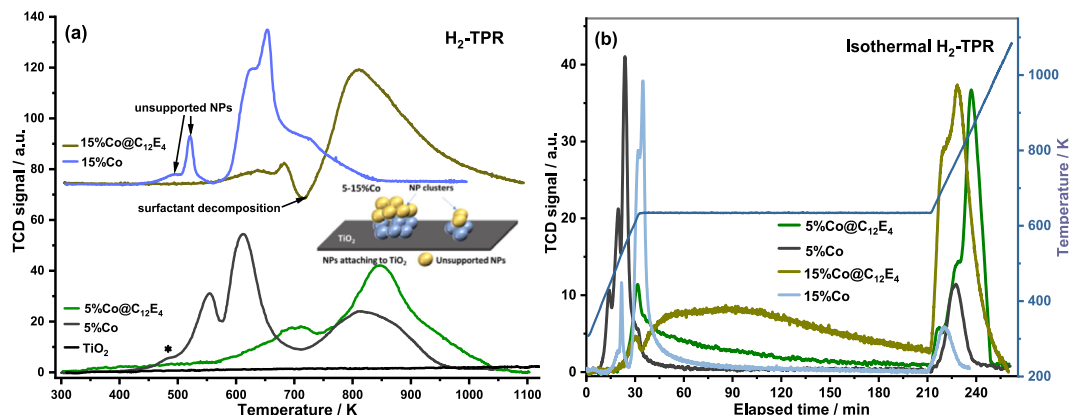 (a)
H2-TPR
unsupported NPs
15%Co@C12E4
15%Co
surfactant decomposition
5-15%Co
NP clusters
TiO2
NPs attaching to TiO2
Unsupported NPs
5%Co@C12E4
5%Co
*
TiO2
TCD signal / a.u.
0
20
40
60
80
100
120
140
300
400
500
600
700
800
900
1000
1100
Temperature / K
(b)
Isothermal H2-TPR
5%Co@C12E4
5%Co
15%Co@C12E4
15%Co
TCD signal / a.u.
0
10
20
30
40
0
30
60
90
120
150
180
210
240
Elapsed time / min
200
400
600
800
1000
Temperature / K